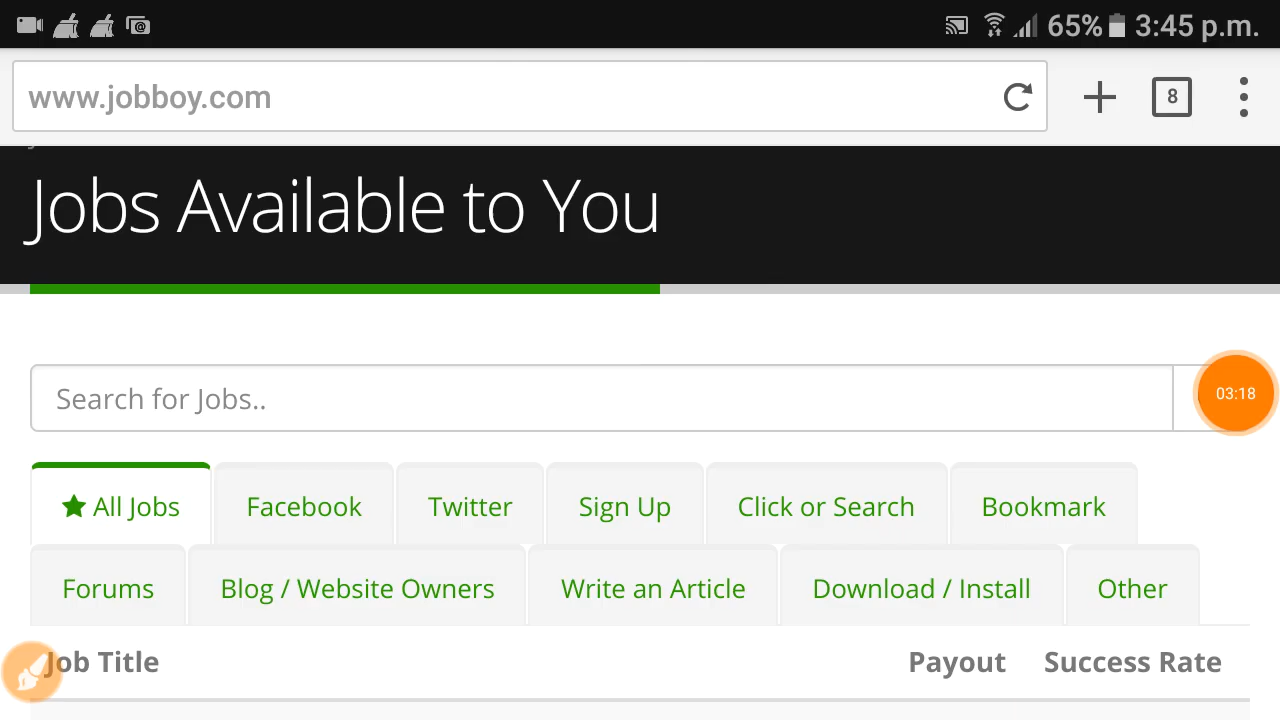 65% 3:45 p.m.
www.jobboy.com
8
Jobs Available to You
Search for Jobs..
03:18
All Jobs Facebook Twitter Sign Up Click or Search Bookmark
Forums Blog / Website Owners Write an Article Download / Install Other
Job Title Payout Success Rate